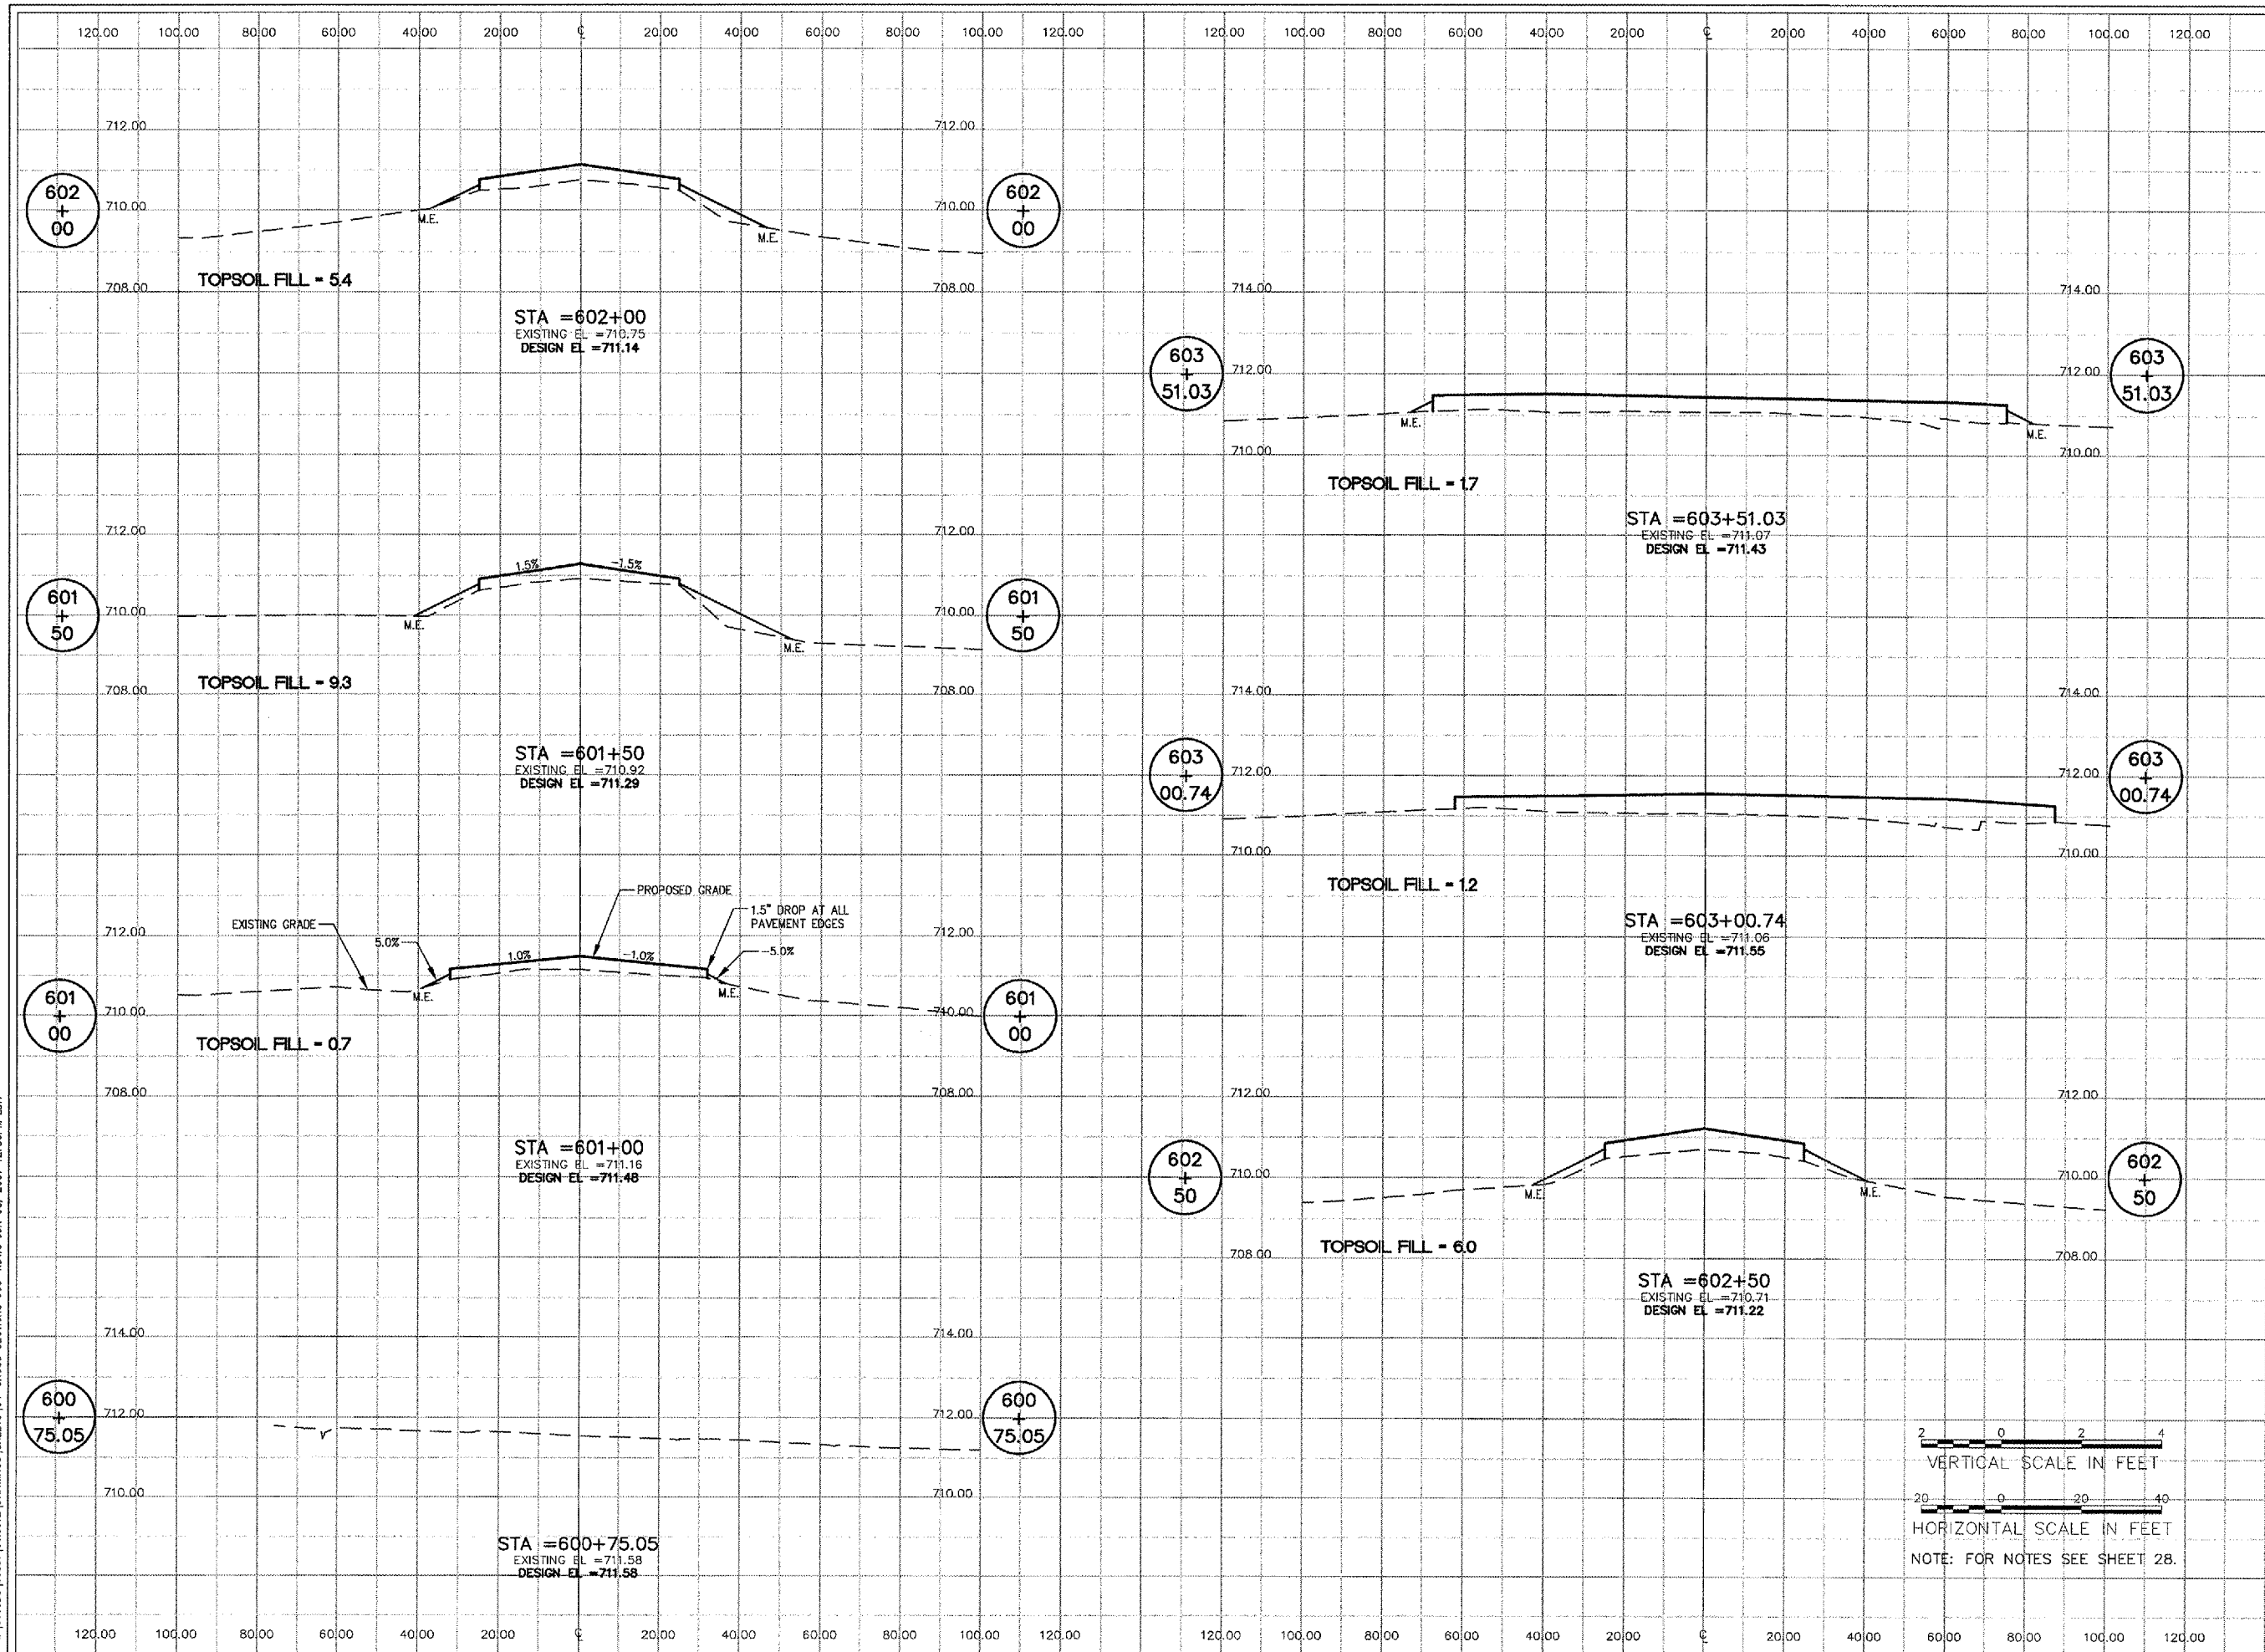 120.00 100.00 80.00 60.00 40.00 20.00 ℄ 20.00 40.00 60.00 80.00 100.00 120.00
120.00 100.00 80.00 60.00 40.00 20.00 ℄ 20.00 40.00 60.00 80.00 100.00 120.00
712.00 712.00
602 + 00
710.00 710.00
602 + 00
M.E.
M.E.
TOPSOIL FILL = 5.4
708.00 708.00
STA =602+00
EXISTING EL =710.75
DESIGN EL =711.14
712.00 712.00
1.5% -1.5%
601 + 50
710.00 710.00
601 + 50
M.E.
M.E.
TOPSOIL FILL = 9.3
708.00 708.00
STA =601+50
EXISTING EL =710.92
DESIGN EL =711.29
PROPOSED GRADE
1.5" DROP AT ALL
PAVEMENT EDGES
EXISTING GRADE
712.00 712.00
5.0%
1.0% -1.0%
-5.0%
601 + 00
M.E. M.E.
710.00 710.00
601 + 00
TOPSOIL FILL = 0.7
708.00 708.00
STA =601+00
EXISTING EL =711.16
DESIGN EL =711.48
714.00 714.00
600 + 75.05
712.00 712.00
600 + 75.05
710.00 710.00
STA =600+75.05
EXISTING EL =711.58
DESIGN EL =711.58
714.00 714.00
603 + 51.03
712.00 712.00
603 + 51.03
M.E.
M.E.
710.00 710.00
TOPSOIL FILL = 1.7
STA =603+51.03
EXISTING EL =711.07
DESIGN EL =711.43
714.00 714.00
603 + 00.74
712.00 712.00
603 + 00.74
710.00 710.00
TOPSOIL FILL = 1.2
STA =603+00.74
EXISTING EL =711.06
DESIGN EL =711.55
712.00 712.00
602 + 50
710.00 710.00
602 + 50
M.E. M.E.
TOPSOIL FILL = 6.0
708.00 708.00
STA =602+50
EXISTING EL =710.71
DESIGN EL =711.22
2 0 2 4
VERTICAL SCALE IN FEET
20 0 20 40
HORIZONTAL SCALE IN FEET
NOTE: FOR NOTES SEE SHEET 28.
120.00 100.00 80.00 60.00 40.00 20.00 ℄ 20.00 40.00 60.00 80.00 100.00 120.00
120.00 100.00 80.00 60.00 40.00 20.00 ℄ 20.00 40.00 60.00 80.00 100.00 120.00